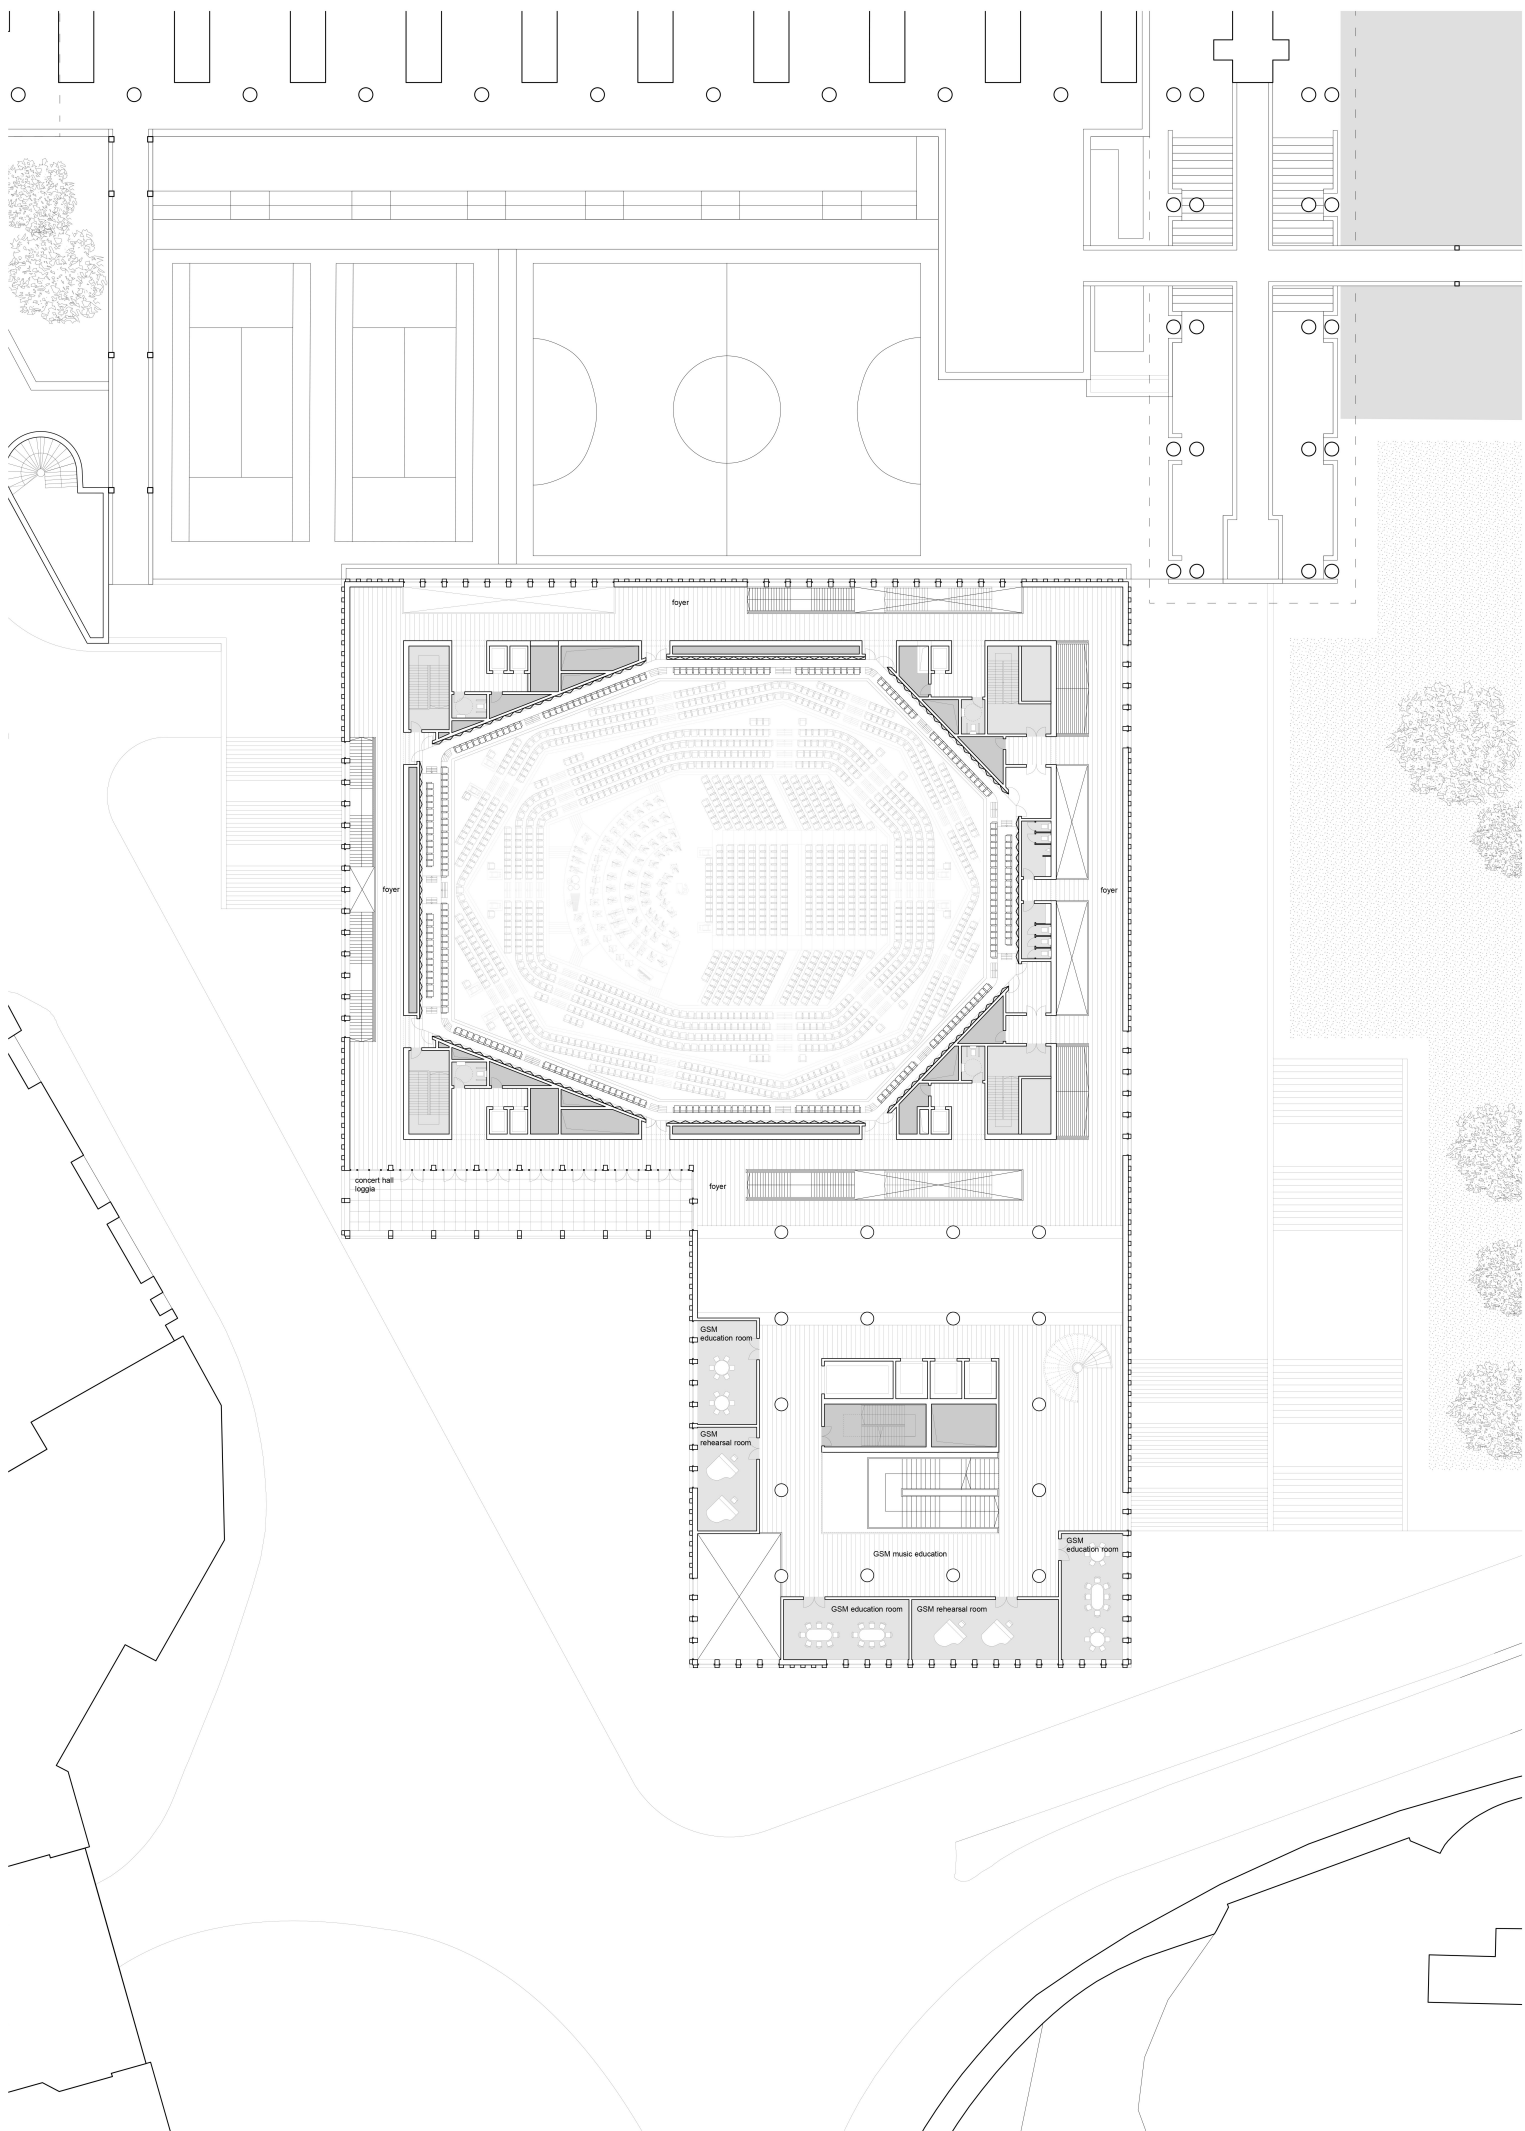 foyer
foyer
foyer
concert hall
loggia
foyer
GSM
education room
GSM
rehearsal room
GSM
education room
GSM music education
GSM education room
GSM rehearsal room